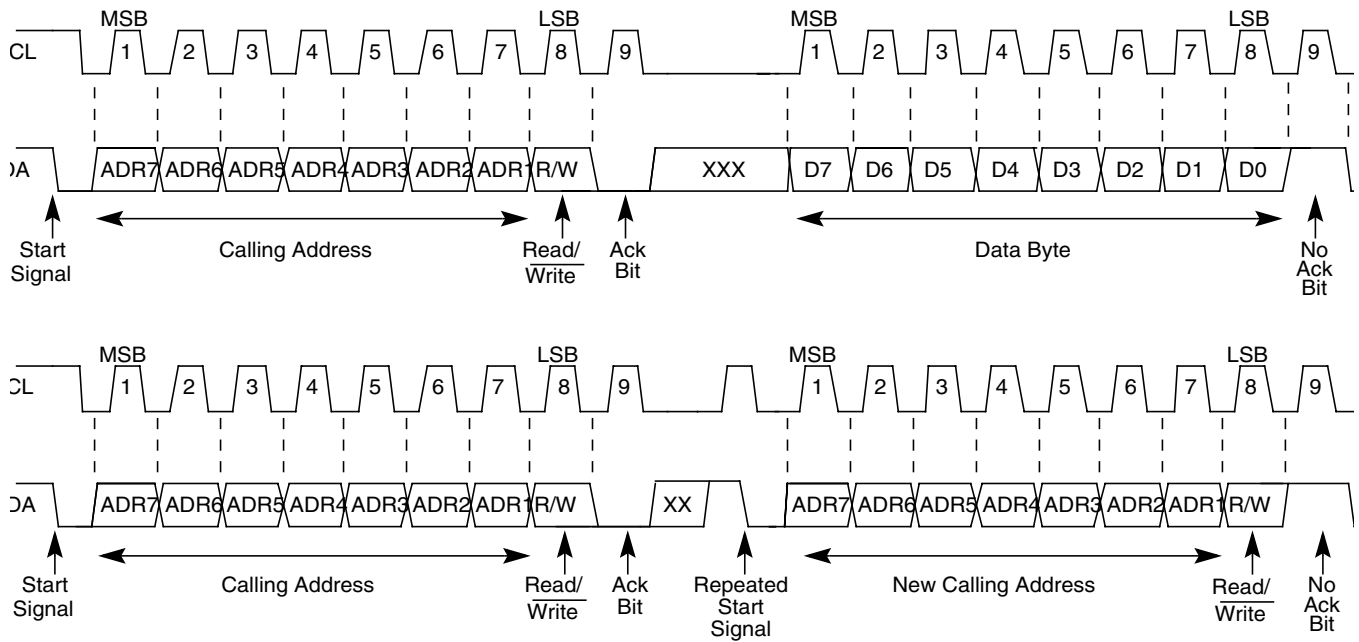 MSB LSB MSB LSB
CL 1 2 3 4 5 6 7 8 9 1 2 3 4 5 6 7 8 9
DA ADR7 ADR6 ADR5 ADR4 ADR3 ADR2 ADR1 R/W XXX D7 D6 D5 D4 D3 D2 D1 D0
Start Signal
Calling Address
Read/
Write
Ack
Bit
Data Byte
No
Ack
Bit
MSB LSB MSB LSB
CL 1 2 3 4 5 6 7 8 9 1 2 3 4 5 6 7 8 9
DA ADR7 ADR6 ADR5 ADR4 ADR3 ADR2 ADR1 R/W XX ADR7 ADR6 ADR5 ADR4 ADR3 ADR2 ADR1 R/W
Start
Signal
Calling Address
Read/
Write
Ack
Bit
Repeated
Start
Signal
New Calling Address
Read/
Write
No
Ack
Bit